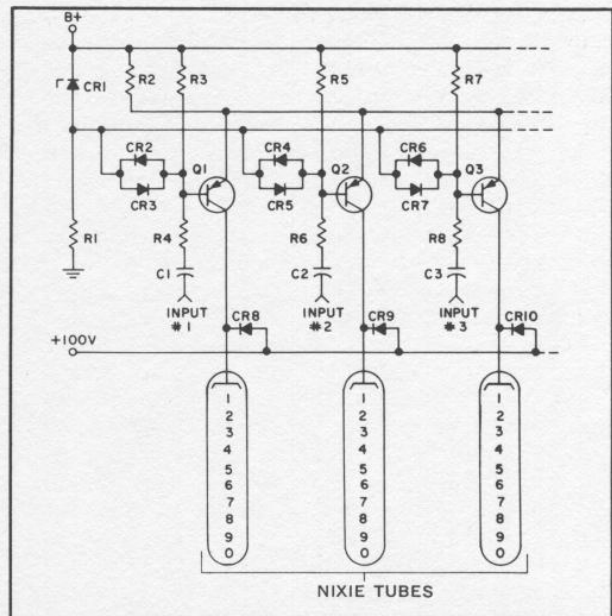 B+
R2 R3 R5 R7
CR1
CR2 Q1 CR4 Q2 CR6 Q3
CR3 CR5 CR7
R1 R4 R6 R8
C1 C2 C3
INPUT #1 INPUT #2 INPUT #3
CR8 CR9 CR10
+100V
1 1 1
2 2 2
3 3 3
4 4 4
5 5 5
6 6 6
7 7 7
8 8 8
9 9 9
0 0 0
NIXIE TUBES